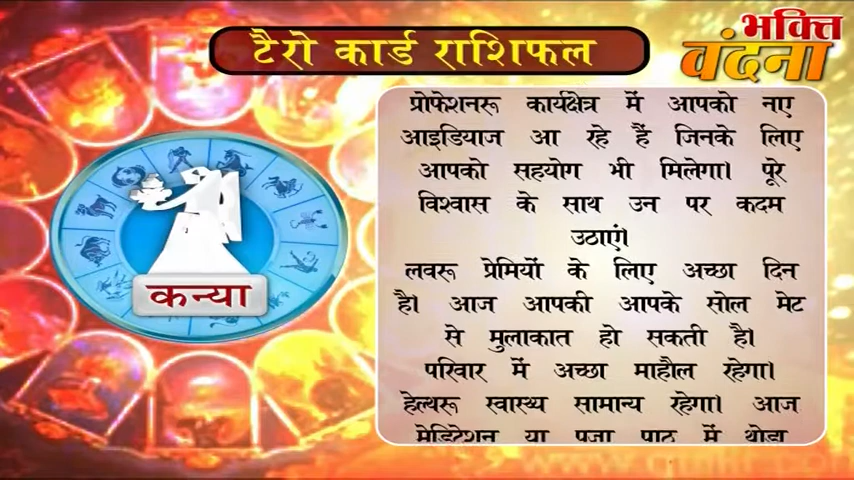 टैरो कार्ड राशिफल
भक्ति
वंदना
प्रोफेशनरू कार्यक्षेत्र में आपको नए
आइडियाज आ रहे हैं जिनके लिए
आपको सहयोग भी मिलेगा। पूरे
विश्वास के साथ उन पर कदम
उठाएं।
लवरू प्रेमियों के लिए अच्छा दिन
है। आज आपकी आपके सोल मेट
से मुलाकात हो सकती है।
परिवार में अच्छा माहौल रहेगा।
हेल्थरू स्वास्थ्य सामान्य रहेगा। आज
मेडिटेशन या पूजा पाठ में थोड़ा
कन्या